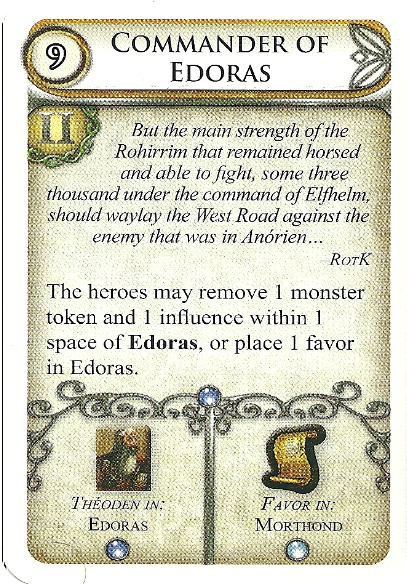 9
COMMANDER OF
EDORAS
II
But the main strength of the
Rohirrim that remained horsed
and able to fight, some three
thousand under the command of Elfhelm,
should waylay the West Road against the
enemy that was in Anórien…
ROTK
The heroes may remove 1 monster
token and 1 influence within 1
space of Edoras, or place 1 favor
in Edoras.
THÉODEN IN:
EDORAS
FAVOR IN:
MORTHOND